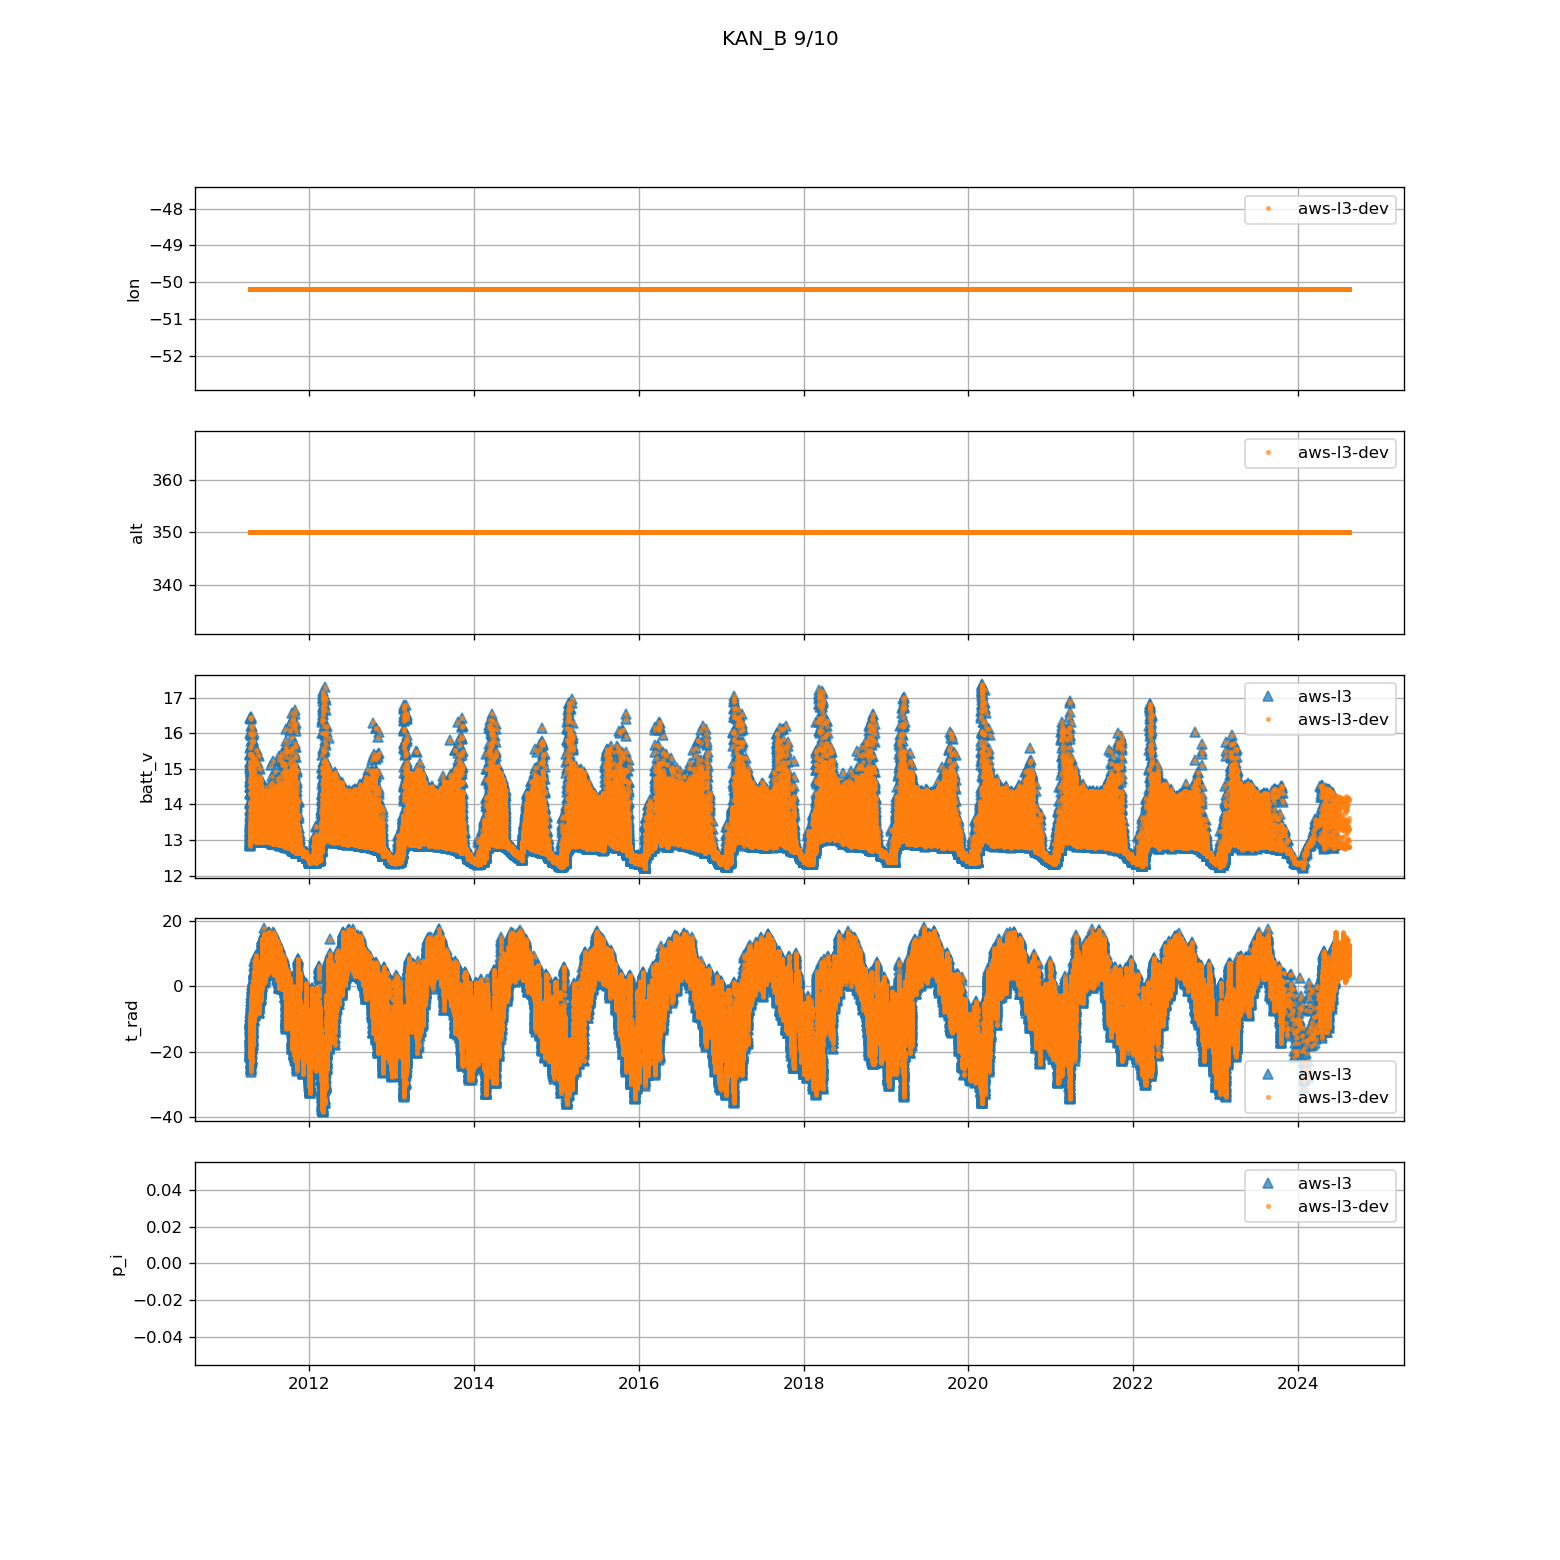 KAN_B 9/10
−48
−49
−50
−51
−52
lon
aws-l3-dev
360
350
340
alt
aws-l3-dev
17
16
15
14
13
12
batt_v
aws-l3
aws-l3-dev
20
0
−20
−40
t_rad
aws-l3
aws-l3-dev
0.04
0.02
0.00
−0.02
−0.04
p_i
aws-l3
aws-l3-dev
2012 2014 2016 2018 2020 2022 2024